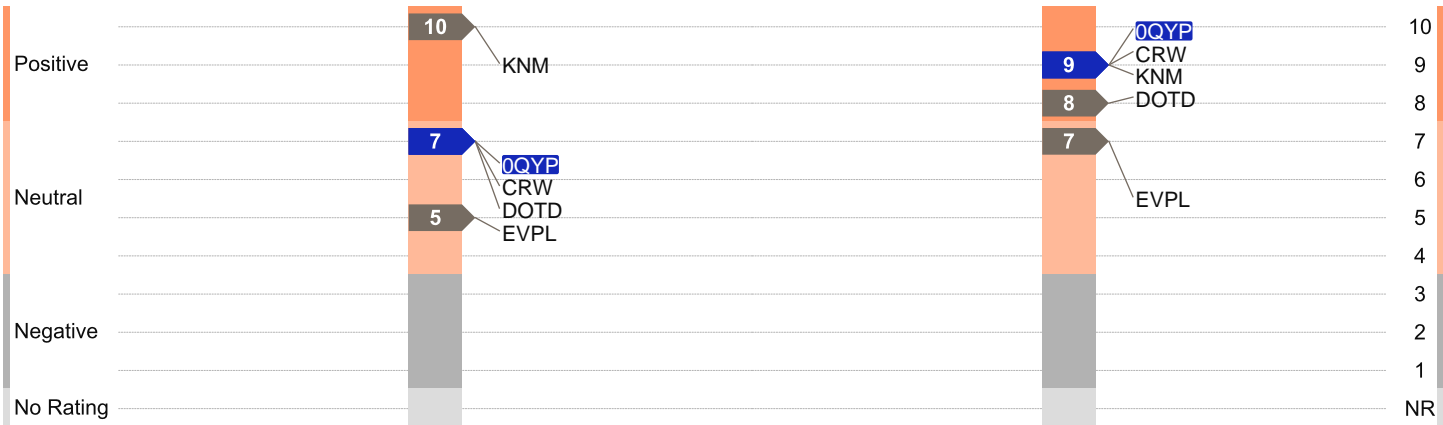 10
10
0QYP
CRW
Positive
KNM
9
KNM
9
8
DOTD
8
7
7
7
0QYP
CRW
6
Neutral
EVPL
DOTD
5
5
EVPL
4
3
Negative
2
1
No Rating
NR